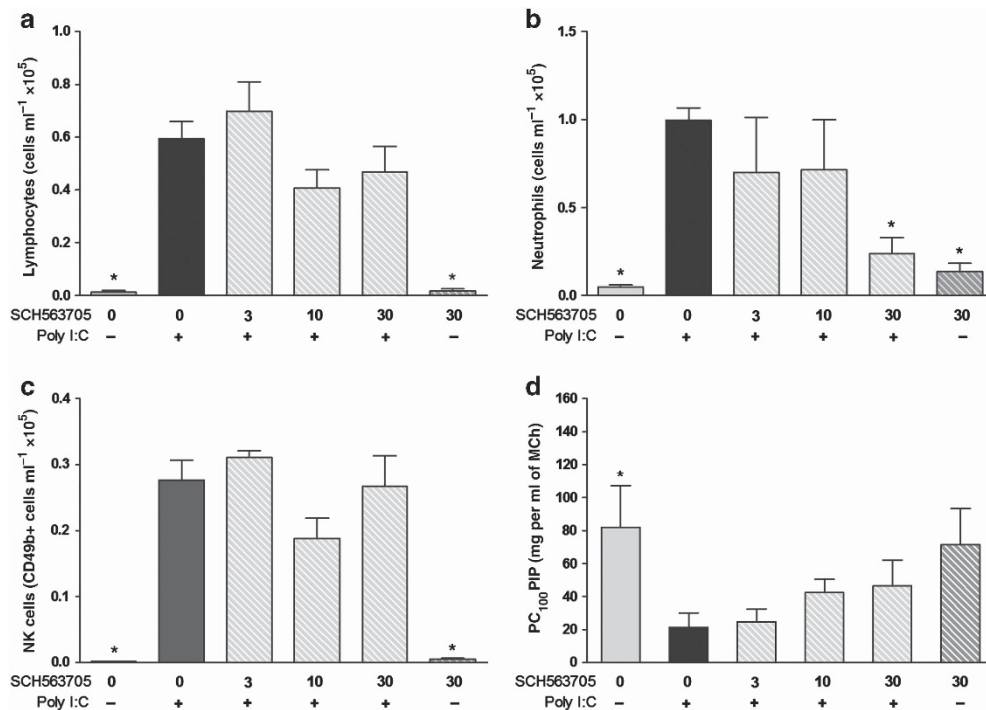 a
Lymphocytes (cells ml⁻¹ ×10⁵)
1.0
0.8
0.6
0.4
0.2
0.0
* *
SCH563705 0 0 3 10 30 30
Poly I:C – + + + + –
b
Neutrophils (cells ml⁻¹ ×10⁵)
1.5
1.0
0.5
0.0
* * *
SCH563705 0 0 3 10 30 30
Poly I:C – + + + + –
c
NK cells (CD49b+ cells ml⁻¹ ×10⁵)
0.4
0.3
0.2
0.1
0.0
* *
SCH563705 0 0 3 10 30 30
Poly I:C – + + + + –
d
PC₁₀₀ PIP (mg per ml of MCh)
160
140
120
100
80
60
40
20
0
*
SCH563705 0 0 3 10 30 30
Poly I:C – + + + + –